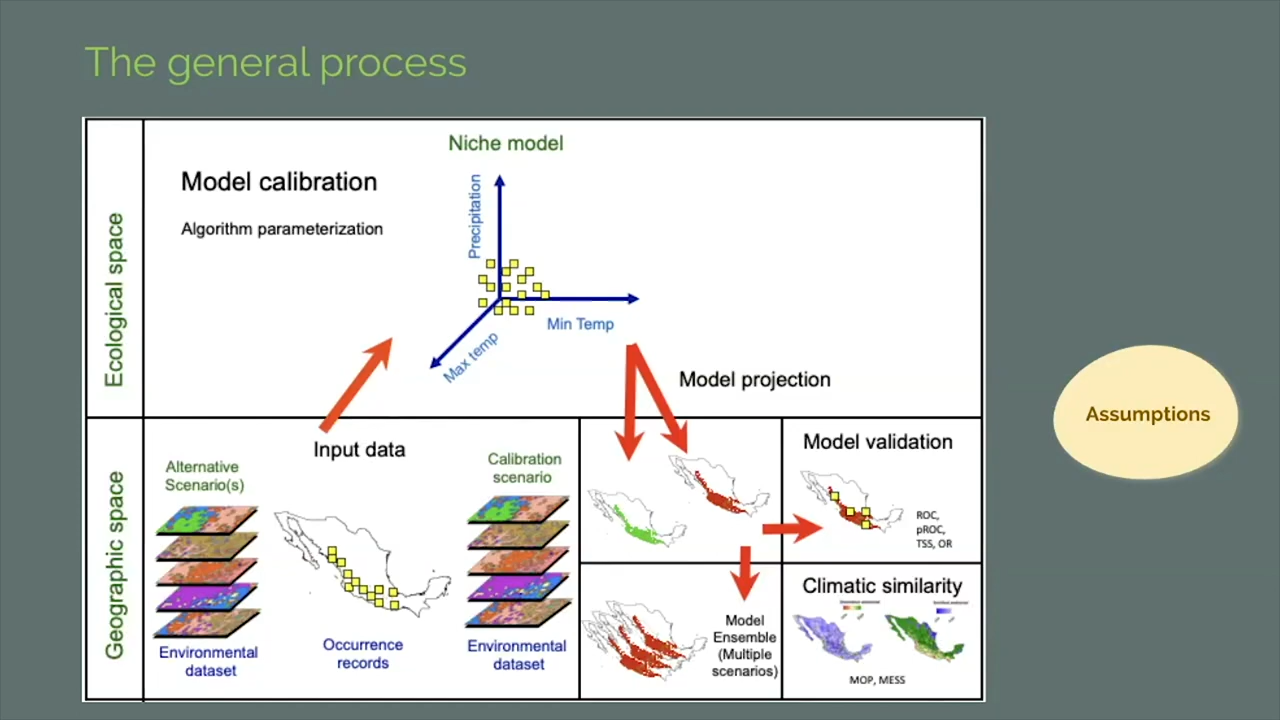 The general process
Ecological space
Niche model
Model calibration
Algorithm parameterization
Precipitation
Min Temp
Max temp
Model projection
Geographic space
Input data
Alternative
Scenario(s)
Environmental
dataset
Occurrence
records
Calibration
scenario
Environmental
dataset
Model
Ensemble
(Multiple
scenarios)
Model validation
ROC,
pROC,
TSS, OR
Climatic similarity
MOP, MESS
Assumptions